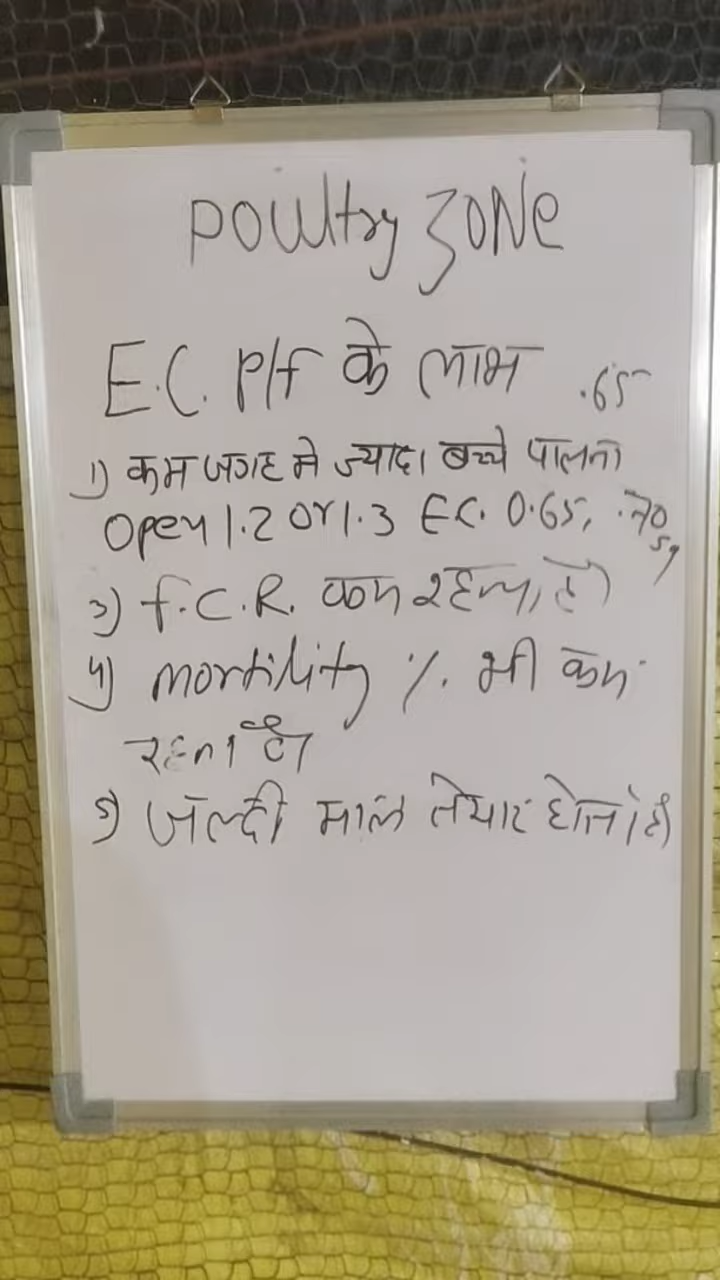 Poultry Zone
E.C. P/f के लाभ .65
1) कम जगह मे ज्यादा बच्चे पालना
Open 1.2 or 1.3 E.C. 0.65, .70
3) f.C.R. कम रहता है
4) mortility %. भी कम
रहता है
5) जल्दी माल तैयार होता है